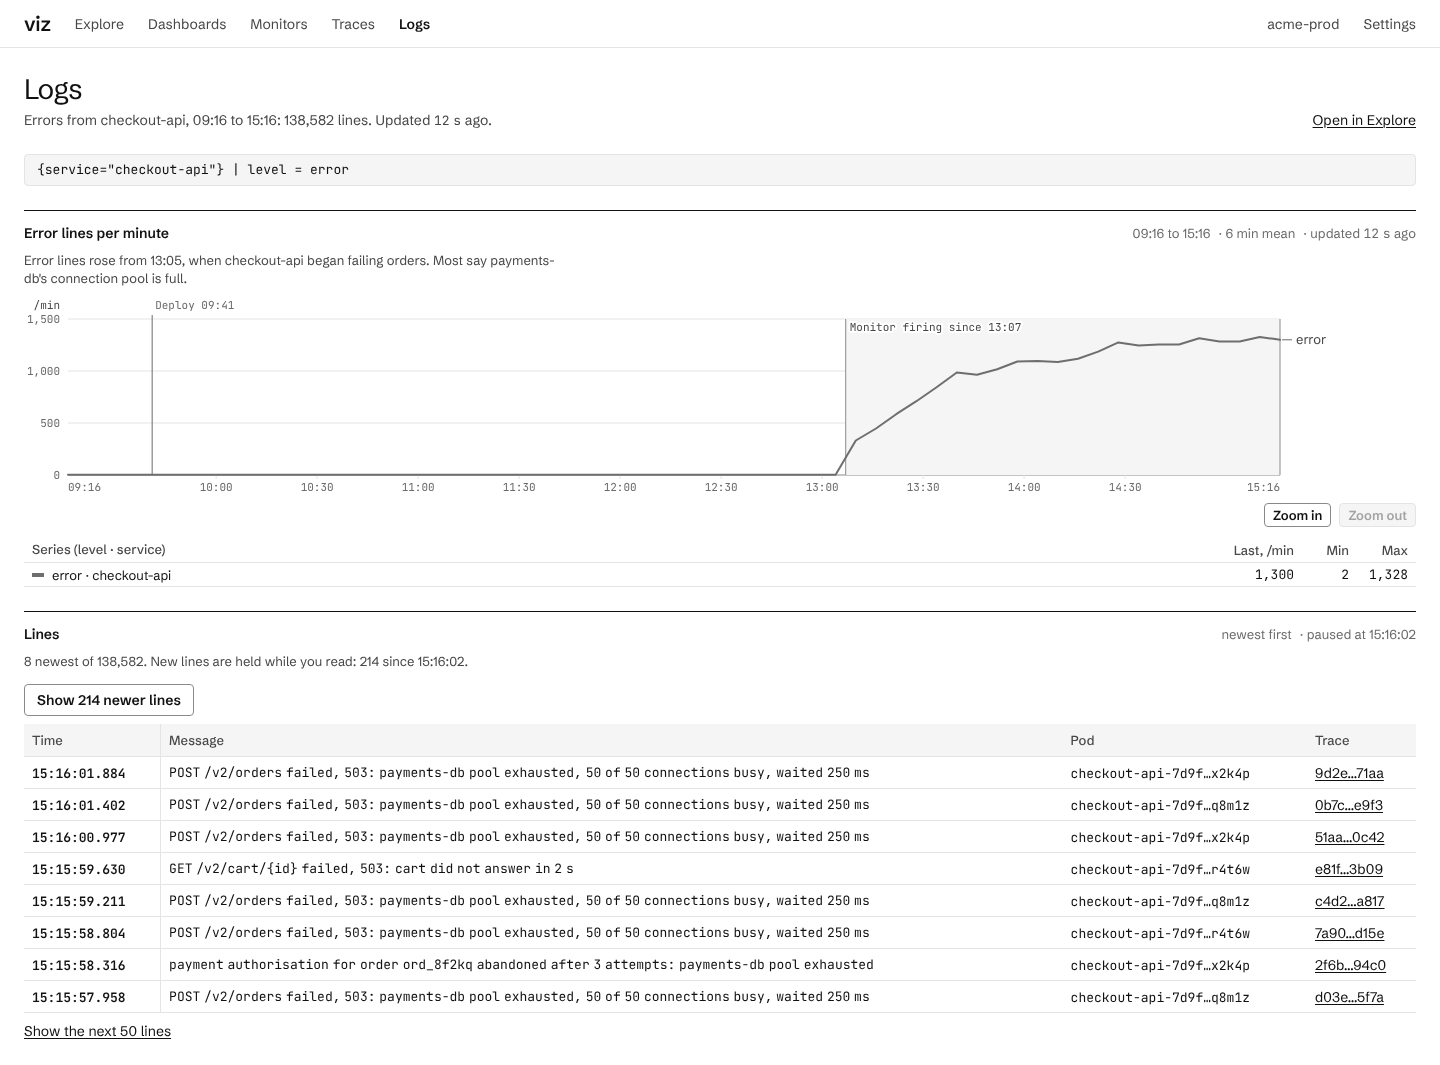 viz Explore Dashboards Monitors Traces Logs acme-prod Settings
Logs
Errors from checkout-api, 09:16 to 15:16: 138,582 lines. Updated 12 s ago. Open in Explore
{service="checkout-api"} | level = error
Error lines per minute 09:16 to 15:16 · 6 min mean · updated 12 s ago
Error lines rose from 13:05, when checkout-api began failing orders. Most say payments-
db's connection pool is full.
/min Deploy 09:41
1,500
Monitor firing since 13:07
error
1,000
500
0
09:16 10:00 10:30 11:00 11:30 12:00 12:30 13:00 13:30 14:00 14:30 15:16
Zoom in Zoom out
Series (level · service) Last, /min Min Max
error · checkout-api 1,300 2 1,328
Lines newest first · paused at 15:16:02
8 newest of 138,582. New lines are held while you read: 214 since 15:16:02.
Show 214 newer lines
Time Message Pod Trace
15:16:01.884 POST /v2/orders failed, 503: payments-db pool exhausted, 50 of 50 connections busy, waited 250 ms checkout-api-7d9f…x2k4p 9d2e…71aa
15:16:01.402 POST /v2/orders failed, 503: payments-db pool exhausted, 50 of 50 connections busy, waited 250 ms checkout-api-7d9f…q8m1z 0b7c…e9f3
15:16:00.977 POST /v2/orders failed, 503: payments-db pool exhausted, 50 of 50 connections busy, waited 250 ms checkout-api-7d9f…x2k4p 51aa…0c42
15:15:59.630 GET /v2/cart/{id} failed, 503: cart did not answer in 2 s checkout-api-7d9f…r4t6w e81f…3b09
15:15:59.211 POST /v2/orders failed, 503: payments-db pool exhausted, 50 of 50 connections busy, waited 250 ms checkout-api-7d9f…q8m1z c4d2…a817
15:15:58.804 POST /v2/orders failed, 503: payments-db pool exhausted, 50 of 50 connections busy, waited 250 ms checkout-api-7d9f…r4t6w 7a90…d15e
15:15:58.316 payment authorisation for order ord_8f2kq abandoned after 3 attempts: payments-db pool exhausted checkout-api-7d9f…x2k4p 2f6b…94c0
15:15:57.958 POST /v2/orders failed, 503: payments-db pool exhausted, 50 of 50 connections busy, waited 250 ms checkout-api-7d9f…q8m1z d03e…5f7a
Show the next 50 lines